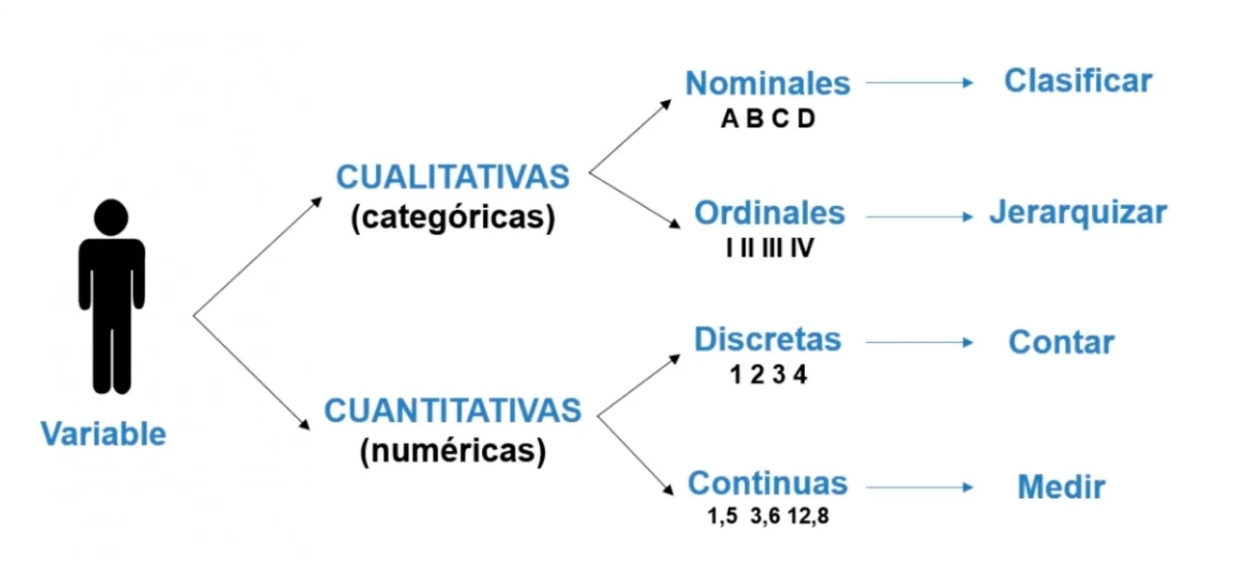 Nominales
Clasificar
A B C D
CUALITATIVAS
(categóricas)
Ordinales
Jerarquizar
I II III IV
Variable
Discretas
Contar
1 2 3 4
CUANTITATIVAS
(numéricas)
Continuas
Medir
1,5 3,6 12,8